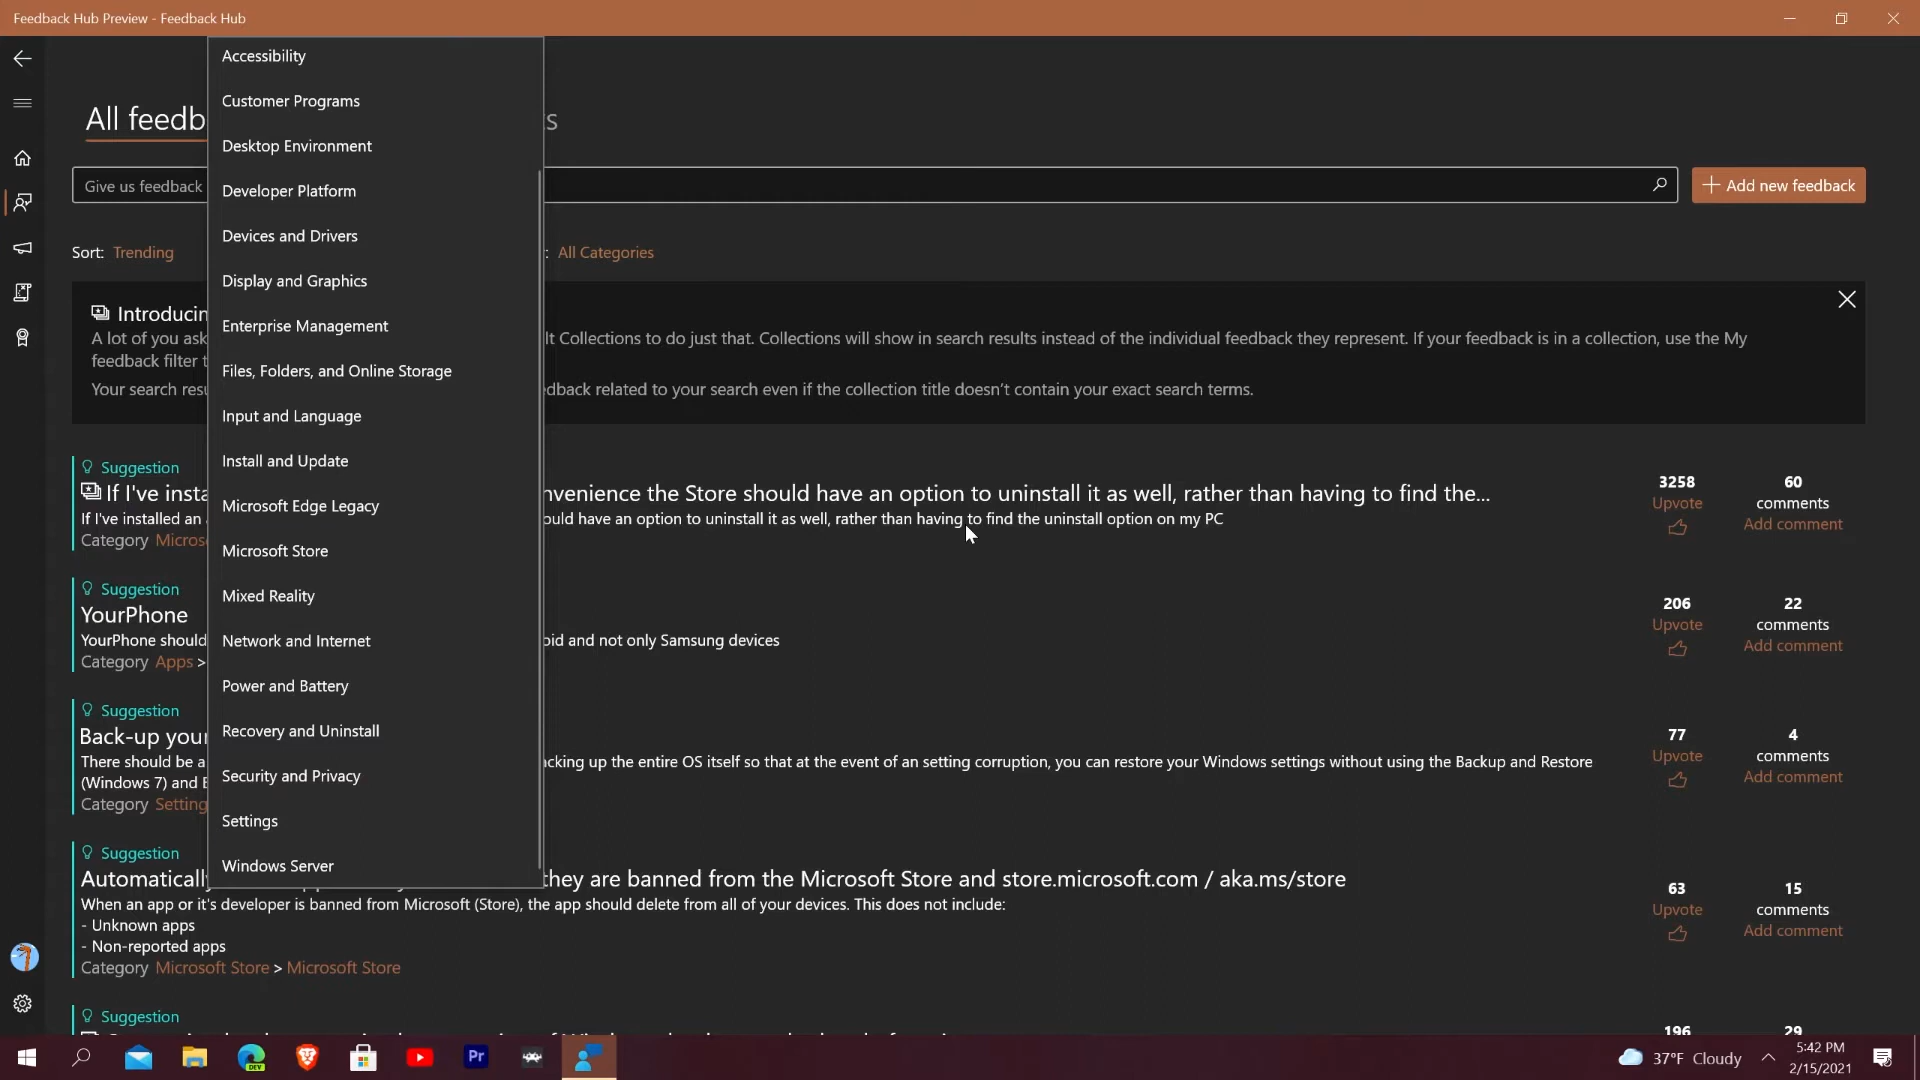 Feedback Hub Preview - Feedback Hub
Accessibility
Customer Programs
Desktop Environment
Developer Platform
Devices and Drivers
Display and Graphics
Enterprise Management
Files, Folders, and Online Storage
Input and Language
Install and Update
Microsoft Edge Legacy
Microsoft Store
Mixed Reality
Network and Internet
Power and Battery
Recovery and Uninstall
Security and Privacy
Settings
Windows Server
All feedb
Give us feedback
Add new feedback
Sort: Trending
: All Categories
Introducin
A lot of you ask lt Collections to do just that. Collections will show in search results instead of the individual feedback they represent. If your feedback is in a collection, use the My
feedback filter t
Your search resu edback related to your search even if the collection title doesn't contain your exact search terms.
Suggestion
If I've insta nvenience the Store should have an option to uninstall it as well, rather than having to find the...
If I've installed an ould have an option to uninstall it as well, rather than having to find the uninstall option on my PC
Category Micros
3258
Upvote
60
comments
Add comment
Suggestion
YourPhone
YourPhone should oid and not only Samsung devices
Category Apps >
206
Upvote
22
comments
Add comment
Suggestion
Back-up your
There should be a cking up the entire OS itself so that at the event of an setting corruption, you can restore your Windows settings without using the Backup and Restore
(Windows 7) and
Category Setting
77
Upvote
4
comments
Add comment
Suggestion
Automatically they are banned from the Microsoft Store and store.microsoft.com / aka.ms/store
When an app or it's developer is banned from Microsoft (Store), the app should delete from all of your devices. This does not include:
- Unknown apps
- Non-reported apps
Category Microsoft Store > Microsoft Store
63
Upvote
15
comments
Add comment
Suggestion
196
29
DEV
Pr
37°F Cloudy
5:42 PM
2/15/2021